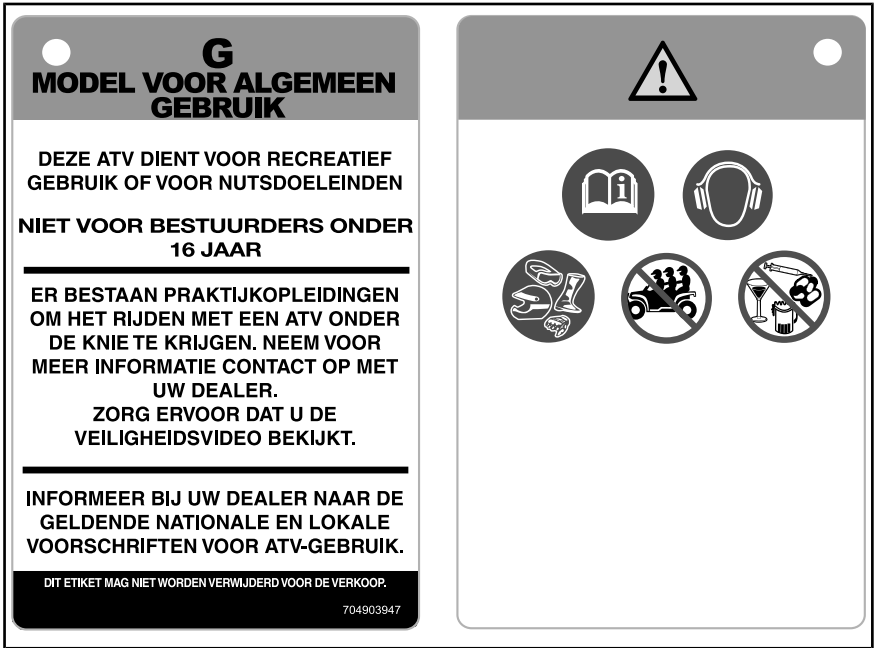 G
MODEL VOOR ALGEMEEN
GEBRUIK
DEZE ATV DIENT VOOR RECREATIEF
GEBRUIK OF VOOR NUTSDOELEINDEN
NIET VOOR BESTUURDERS ONDER
16 JAAR
ER BESTAAN PRAKTIJKOPLEIDINGEN
OM HET RIJDEN MET EEN ATV ONDER
DE KNIE TE KRIJGEN. NEEM VOOR
MEER INFORMATIE CONTACT OP MET
UW DEALER.
ZORG ERVOOR DAT U DE
VEILIGHEIDSVIDEO BEKIJKT.
INFORMEER BIJ UW DEALER NAAR DE
GELDENDE NATIONALE EN LOKALE
VOORSCHRIFTEN VOOR ATV-GEBRUIK.
DIT ETIKET MAG NIET WORDEN VERWIJDERD VOOR DE VERKOOP.
704903947